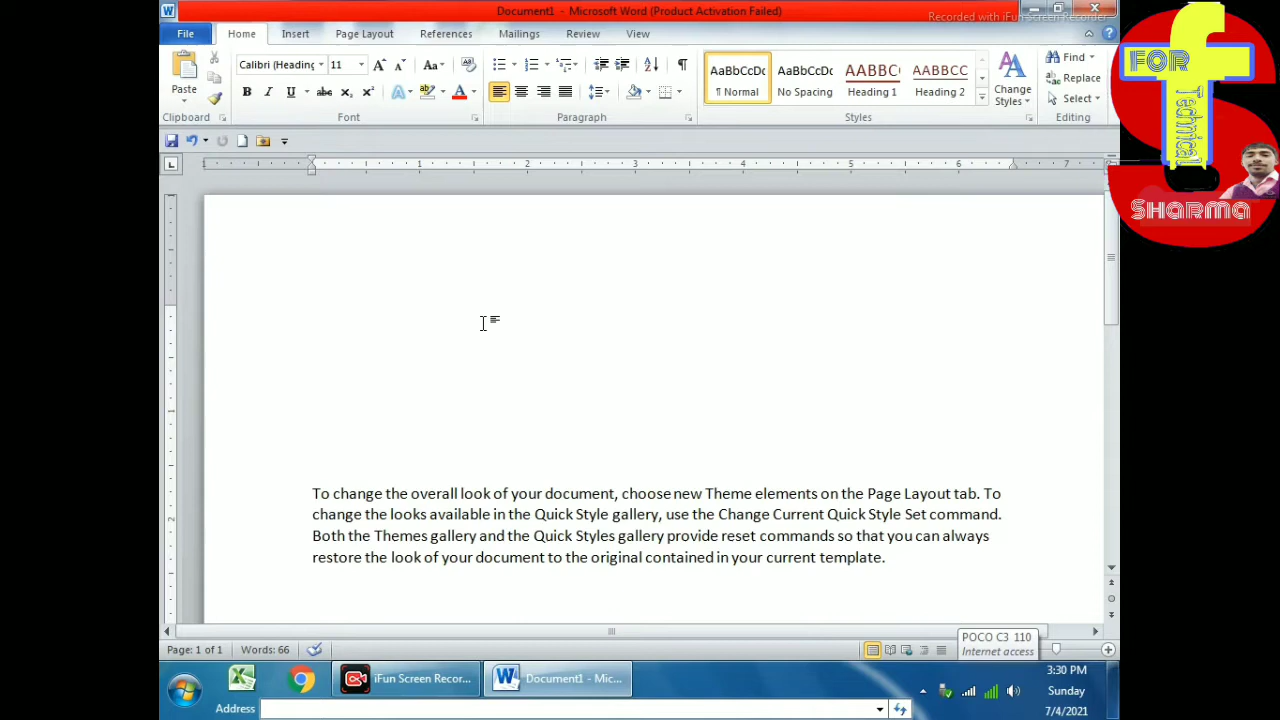 Document1 - Microsoft Word (Product Activation Failed)
Recorded with iFun Screen Recorder
File Home Insert Page Layout References Mailings Review View
Calibri (Heading 11
AaBbCcDc AaBbCcDc AABBC AABBCC
Paste
Find
Replace
Select
¶ Normal No Spacing Heading 1 Heading 2
Change
Styles
Clipboard Font Paragraph Styles Editing
1 2 3 4 5 6 7
To change the overall look of your document, choose new Theme elements on the Page Layout tab. To
change the looks available in the Quick Style gallery, use the Change Current Quick Style Set command.
Both the Themes gallery and the Quick Styles gallery provide reset commands so that you can always
restore the look of your document to the original contained in your current template.
Page: 1 of 1 Words: 66
POCO C3 110
Internet access
iFun Screen Recor... Document1 - Mic...
3:30 PM
Sunday
7/4/2021
Address
FOR
Technical
Sharma